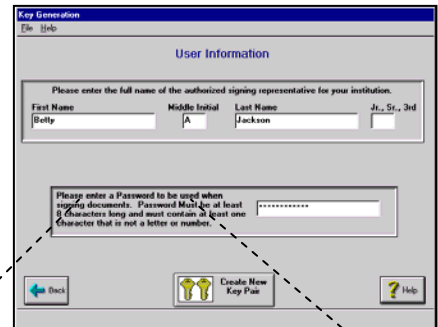 Key Generation
File Help
User Information
Please enter the full name of the authorized signing representative for your institution.
First Name Middle Initial Last Name Jr., Sr., 3rd
Betty A Jackson
Please enter a Password to be used when
signing documents. Password Must be at least
8 characters long and must contain at least one
character that is not a letter or number.
************
Back Create New
Key Pair Help